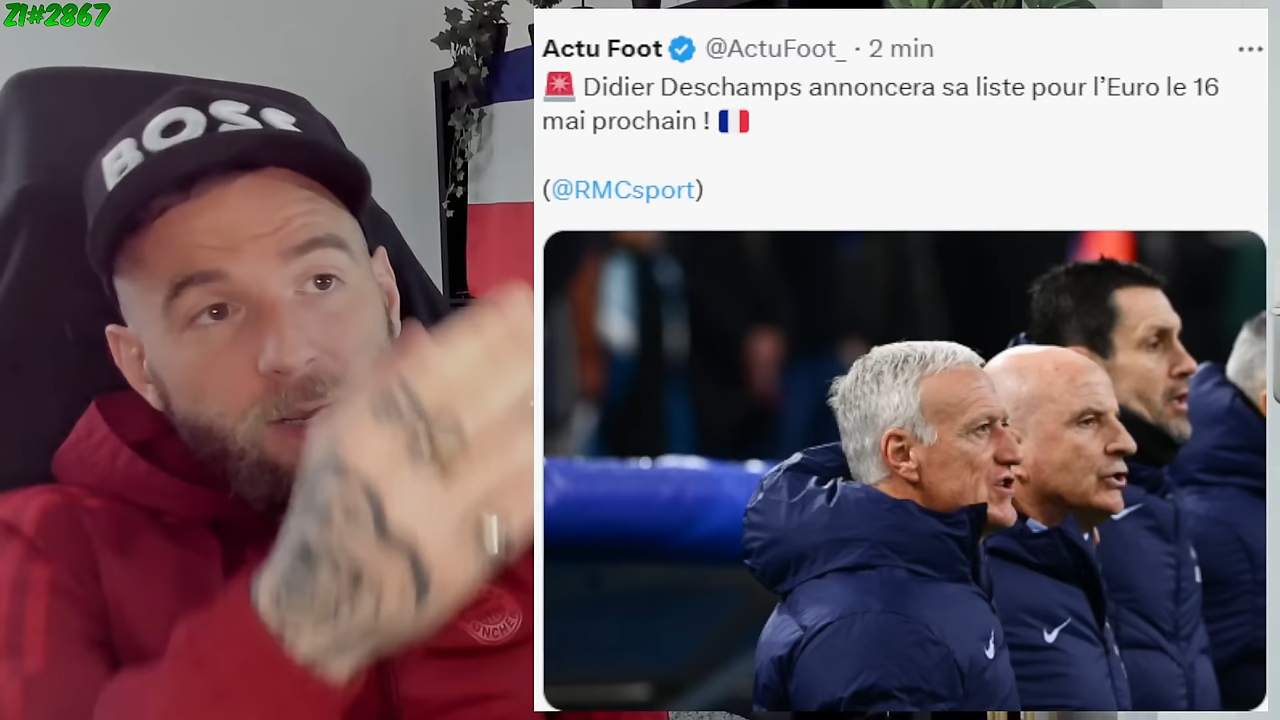 ZI#2867
BOSS
Actu Foot @ActuFoot_ · 2 min
🚨 Didier Deschamps annoncera sa liste pour l’Euro le 16
mai prochain ! 🇫🇷
(@RMCsport)